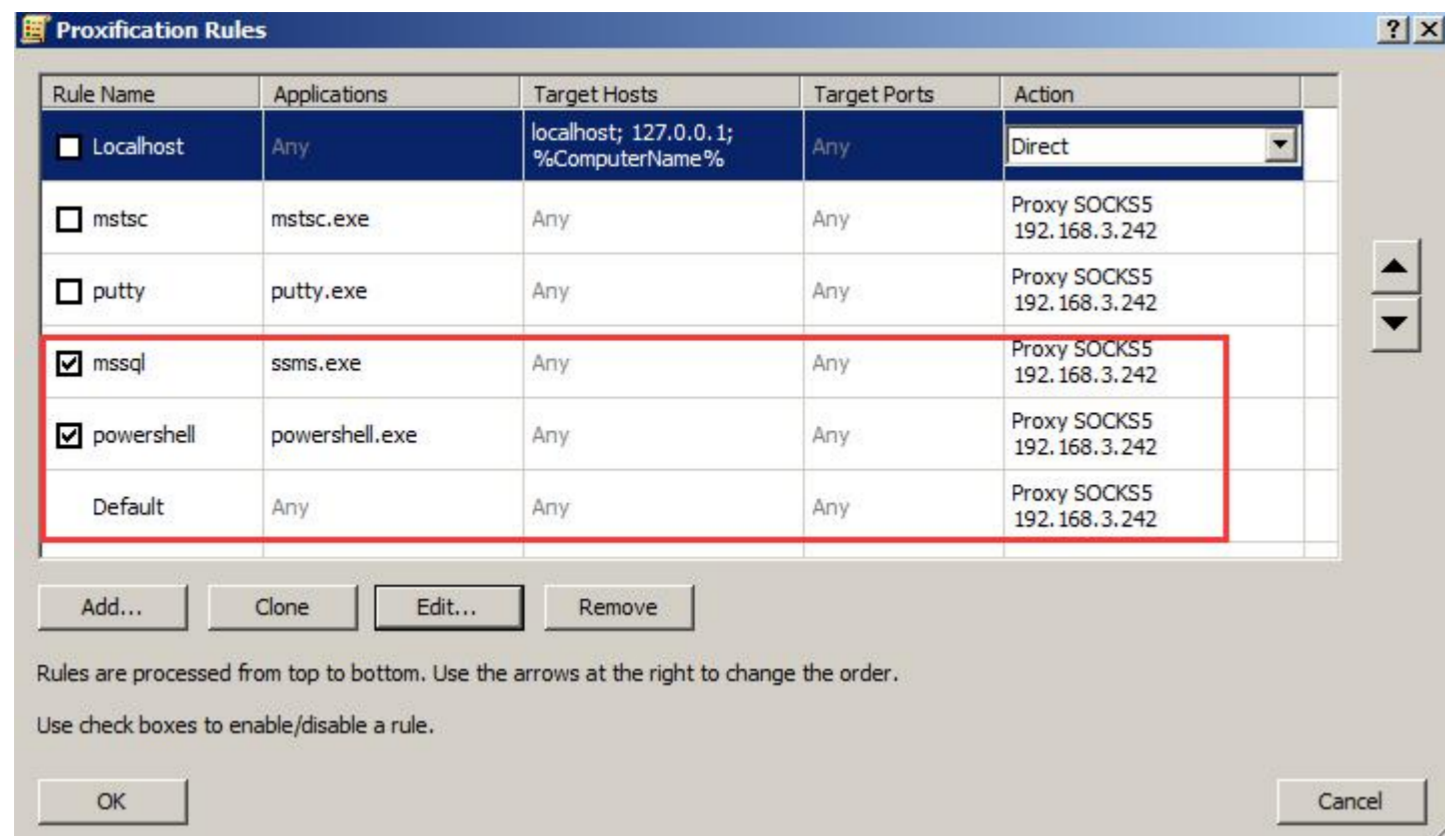 Proxification Rules
Rule Name Applications Target Hosts Target Ports Action
Localhost Any localhost; 127.0.0.1; %ComputerName% Any Direct
mstsc mstsc.exe Any Any Proxy SOCKS5 192.168.3.242
putty putty.exe Any Any Proxy SOCKS5 192.168.3.242
mssql ssms.exe Any Any Proxy SOCKS5 192.168.3.242
powershell powershell.exe Any Any Proxy SOCKS5 192.168.3.242
Default Any Any Any Proxy SOCKS5 192.168.3.242
Add... Clone Edit... Remove
Rules are processed from top to bottom. Use the arrows at the right to change the order.
Use check boxes to enable/disable a rule.
OK Cancel